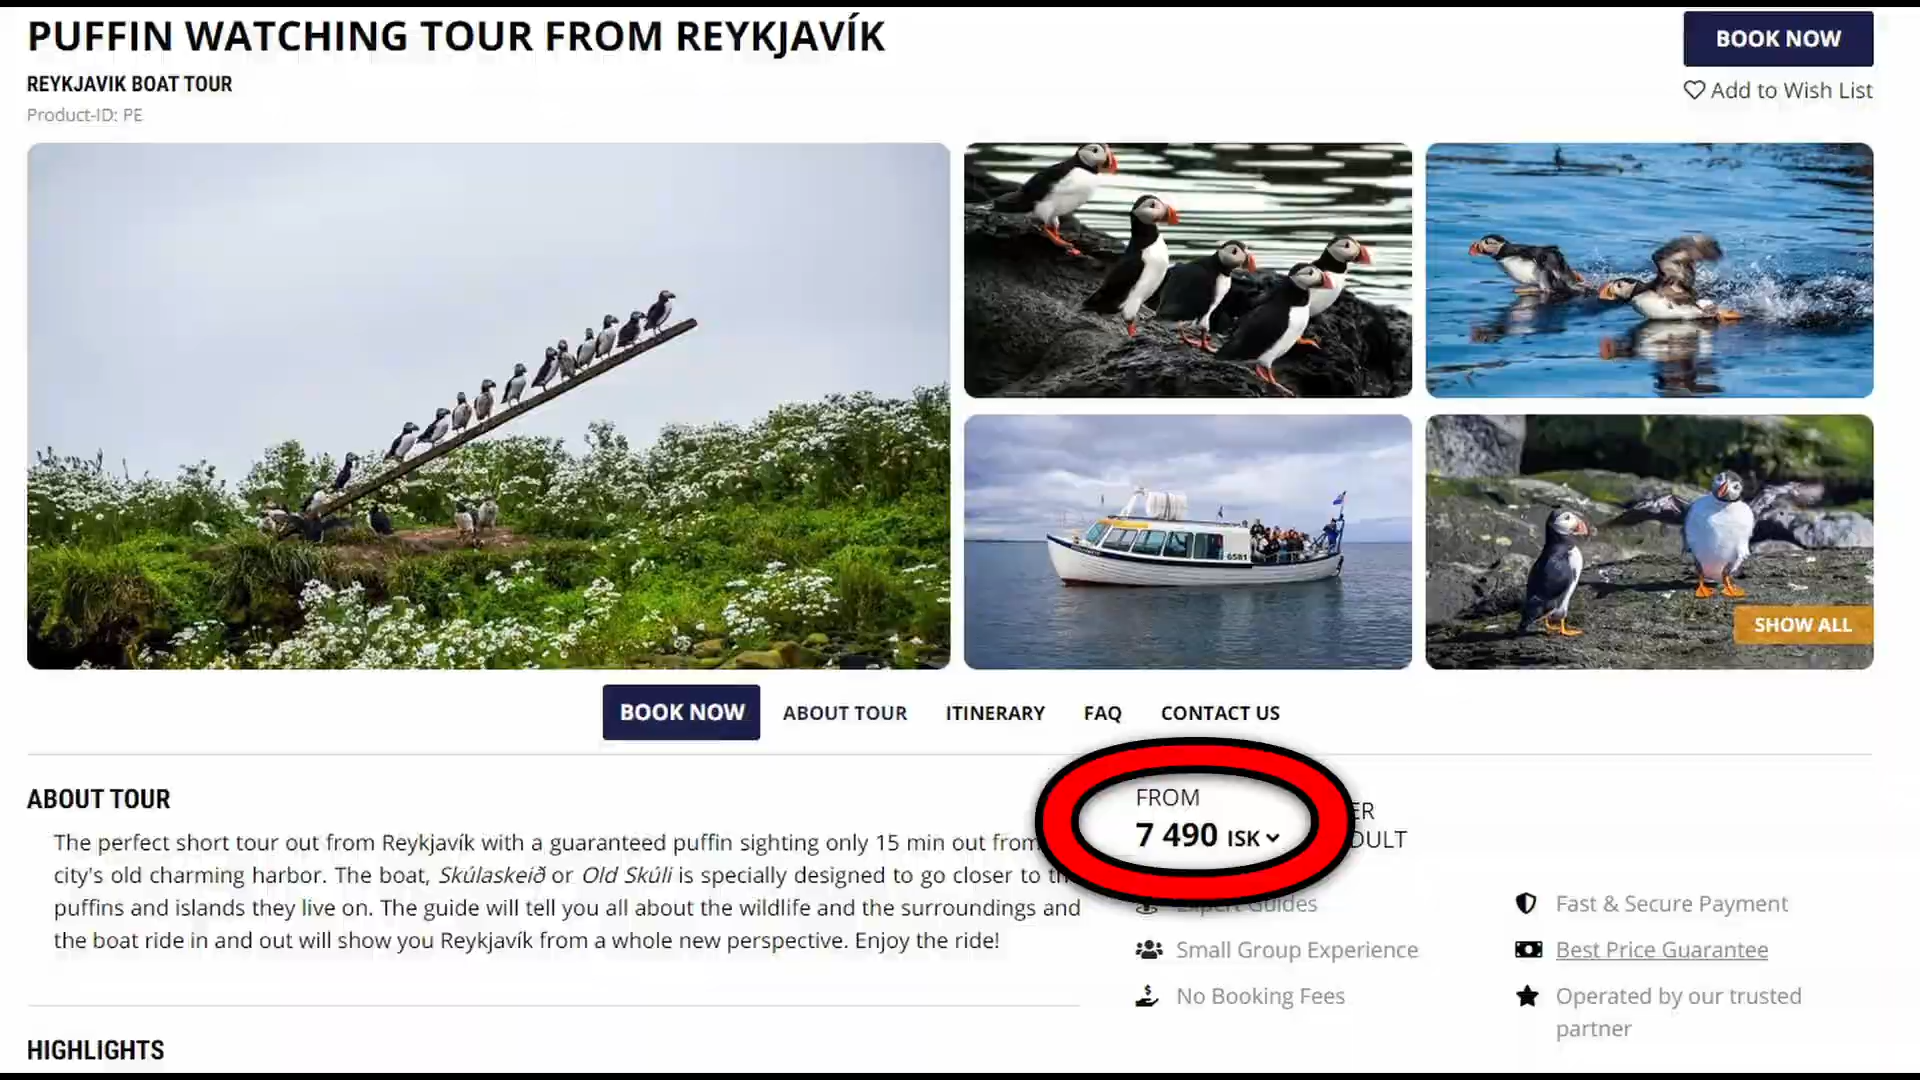 PUFFIN WATCHING TOUR FROM REYKJAVÍK
BOOK NOW
REYKJAVIK BOAT TOUR
Add to Wish List
Product-ID: PE
6581
SHOW ALL
BOOK NOW
ABOUT TOUR
ITINERARY
FAQ
CONTACT US
ABOUT TOUR
The perfect short tour out from Reykjavík with a guaranteed puffin sighting only 15 min out from
city's old charming harbor. The boat, Skúlaskeið or Old Skúli is specially designed to go closer to
puffins and islands they live on. The guide will tell you all about the wildlife and the surroundings and
the boat ride in and out will show you Reykjavík from a whole new perspective. Enjoy the ride!
HIGHLIGHTS
FROM
7 490 ISK
Expert Guides
Small Group Experience
No Booking Fees
Fast & Secure Payment
Best Price Guarantee
Operated by our trusted
partner